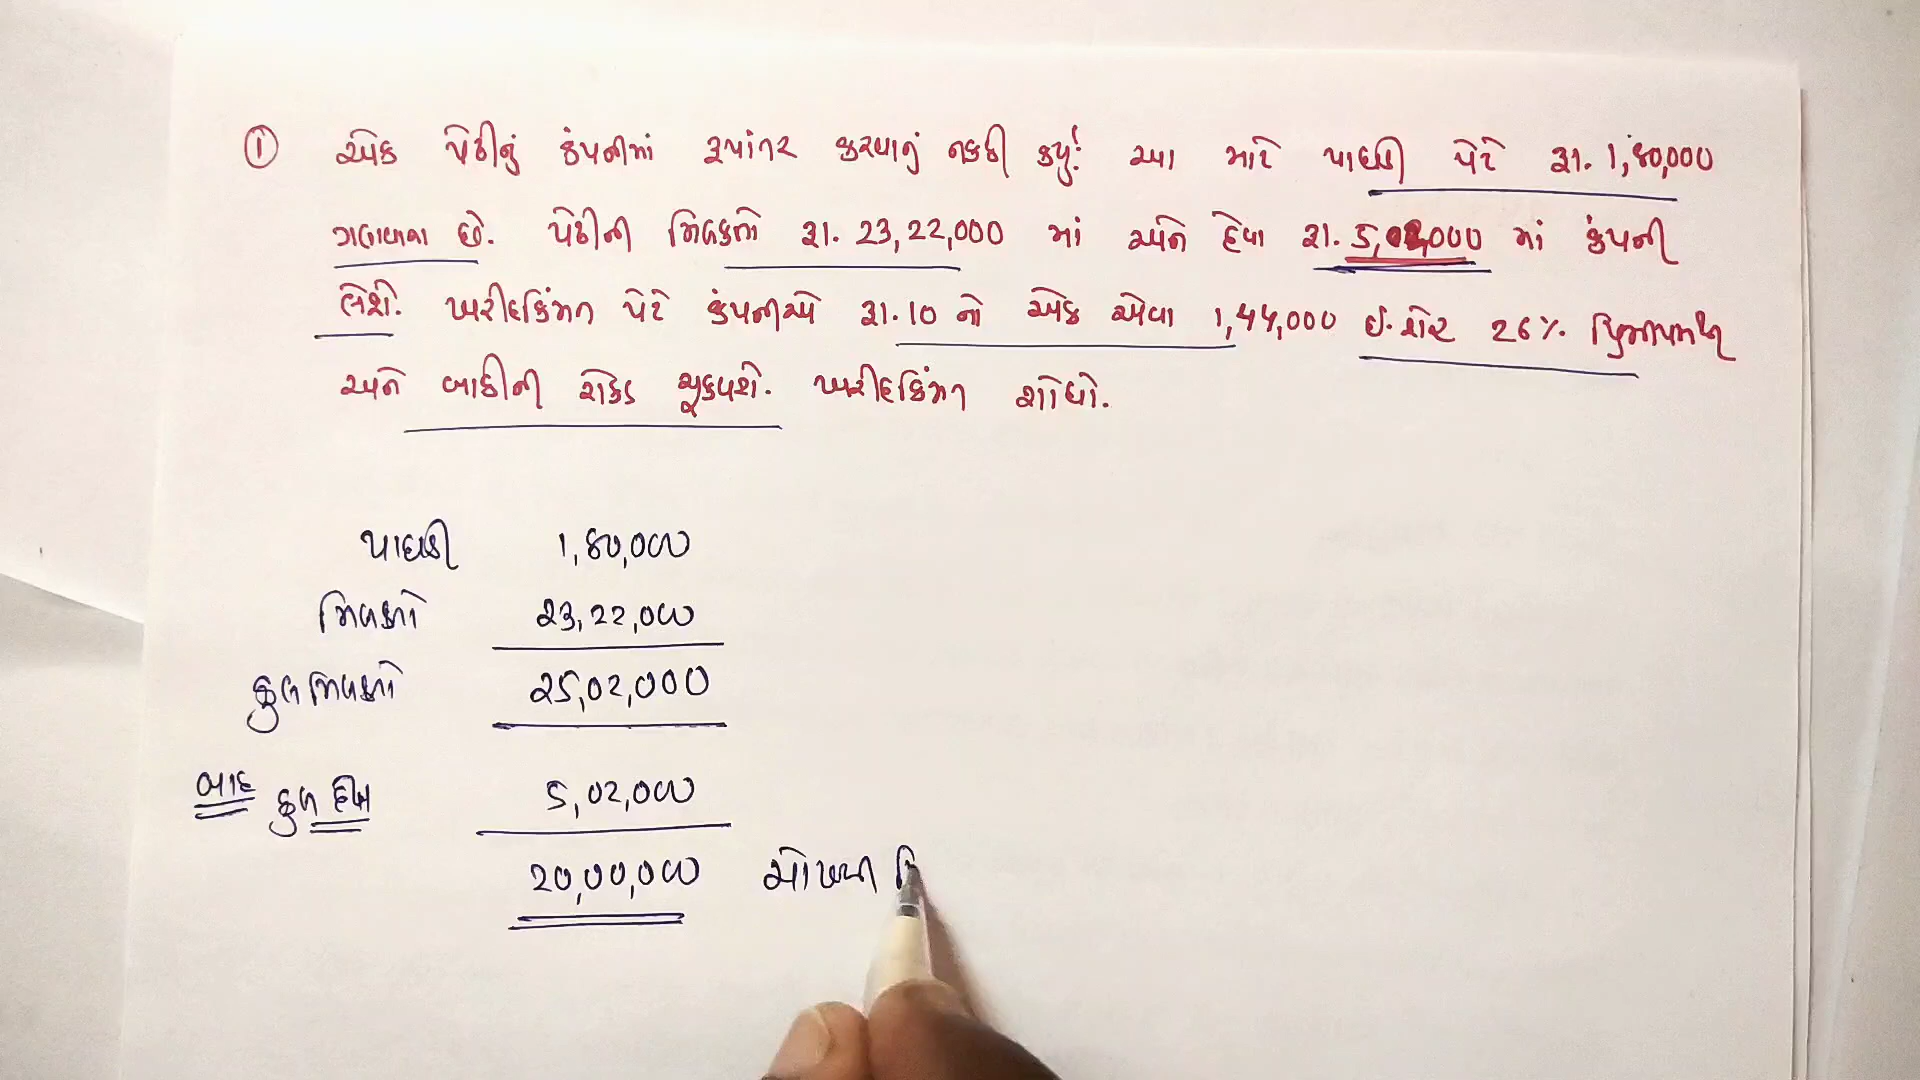 ① એક પેઢીનું કંપનીમાં રૂપાંતર કરવાનું નક્કી કર્યું. આ માટે પાઘડી પેટે રૂા. 1,80,000
ગણવાના છે. પેઢીની મિલકતો રૂા. 23,22,000 માં અને દેવા રૂા. 5,02,000 માં કંપની
લેશે. ખરીદકિંમત પેટે કંપનીએ રૂા. 10 નો એક એવા 1,44,000 ઈ. શેર 26% પ્રિમીયમથી
અને બાકીની રોકડ ચૂકવશે. ખરીદકિંમત શોધો.
પાઘડી 1,80,000
મિલકતો 23,22,000
કુલ મિલકતો 25,02,000
બાદ કુલ દેવા 5,02,000
20,00,000 ચોખ્ખી મિ